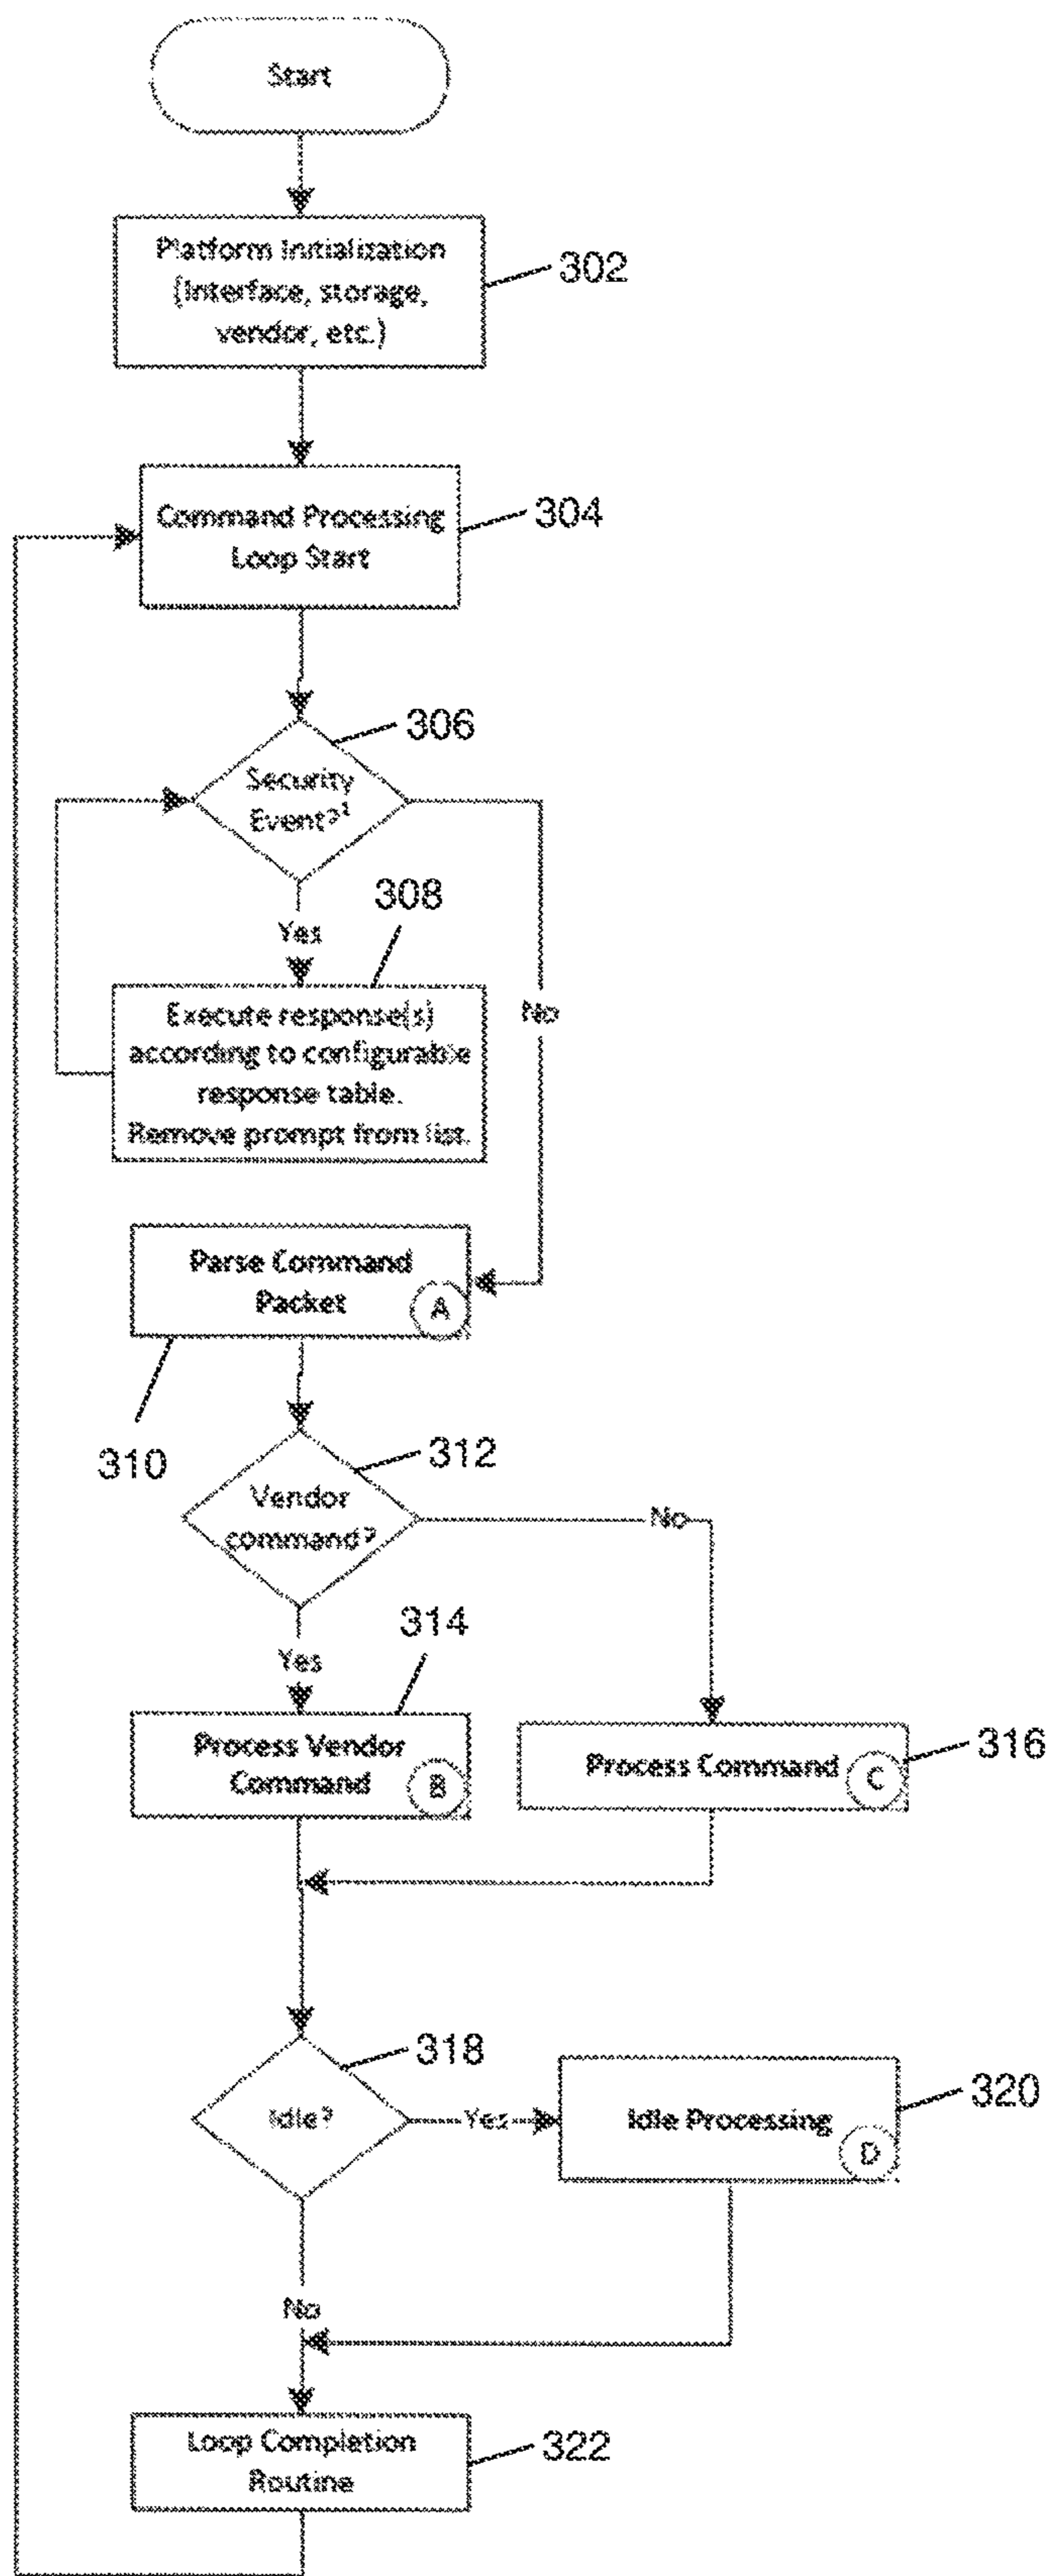 Start
Platform Initialization
(Interface, storage,
vendor, etc.)
302
Command Processing
Loop Start
304
306
Security
Event?¹
308
Yes
Execute response(s)
according to configurable
response table.
Remove prompt from list.
No
Parse Command
Packet
A
310
312
Vendor
command?
No
314
Yes
Process Vendor
Command
B
Process Command
C
316
318
Idle?
Yes
Idle Processing
D
320
No
Loop Completion
Routine
322